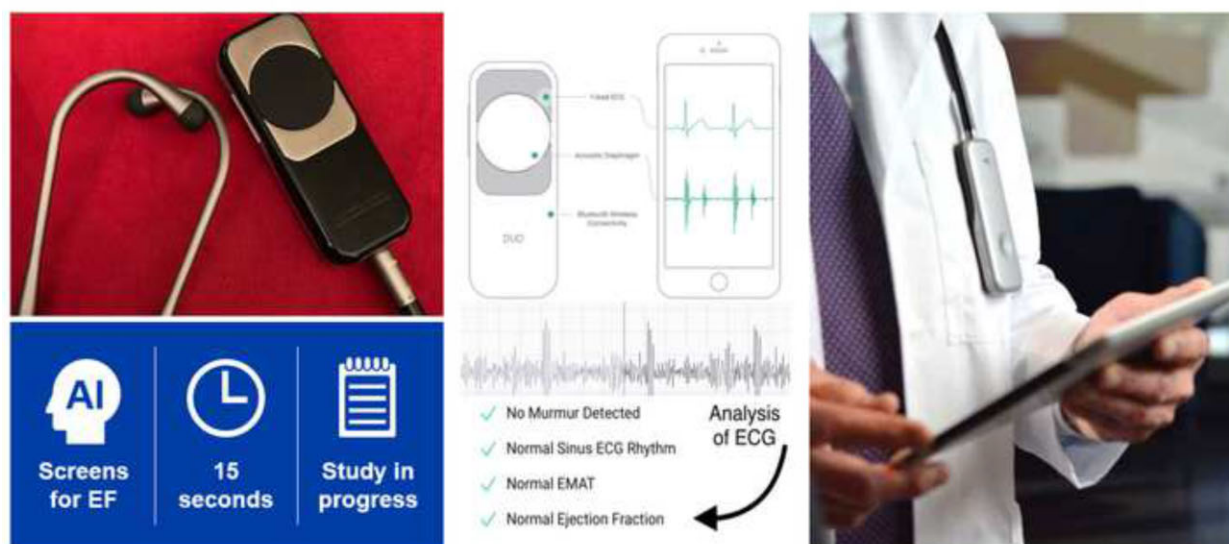 1-lead ECG
Acoustic Diaphragm
Bluetooth Wireless
Connectivity
DUO
AI
Screens
for EF
15
seconds
Study in
progress
No Murmur Detected
Normal Sinus ECG Rhythm
Normal EMAT
Normal Ejection Fraction
Analysis
of ECG